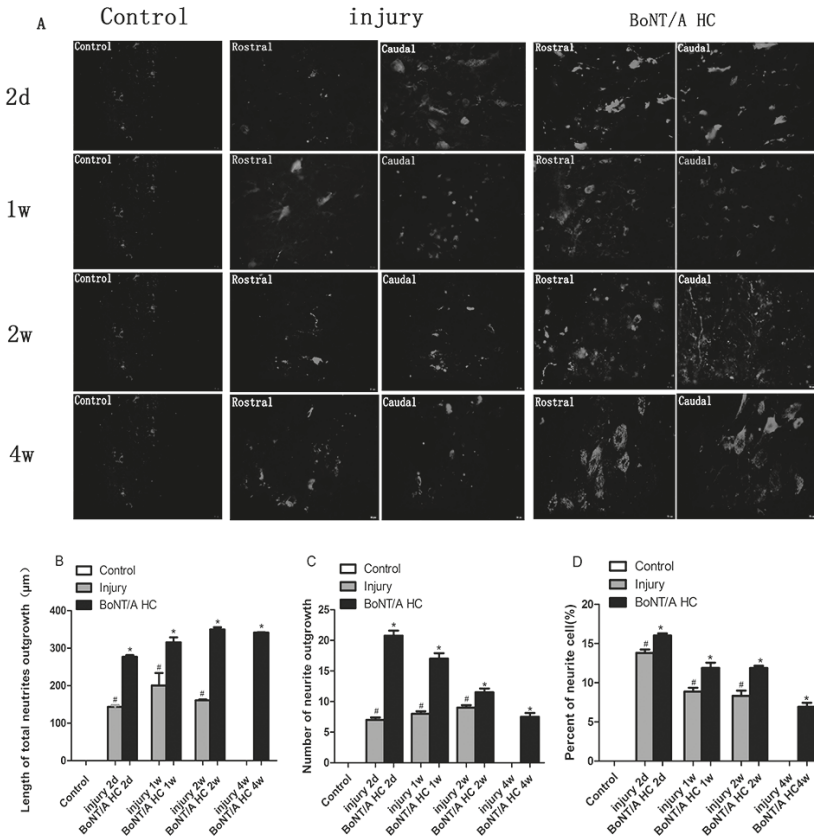 A
Control
injury
BoNT/A HC
2d
Control
Rostral
Caudal
Rostral
Caudal
1w
Control
Rostral
Caudal
Rostral
Caudal
2w
Control
Rostral
Caudal
Rostral
Caudal
4w
Control
Rostral
Caudal
Rostral
Caudal
B
Control
Injury
BoNT/A HC
Length of total neutrites outgrowth (μm)
400
300
200
100
0
# * # * # * *
Control
injury 2d
BoNT/A HC 2d
injury 1w
BoNT/A HC 1w
injury 2w
BoNT/A HC 2w
injury 4w
BoNT/A HC 4w
C
Control
Injury
BoNT/A HC
Number of neurite outgrowth
25
20
15
10
5
0
# * # * # * *
Control
injury 2d
BoNT/A HC 2d
injury 1w
BoNT/A HC 1w
injury 2w
BoNT/A HC 2w
injury 4w
BoNT/A HC4w
D
Control
Injury
BoNT/A HC
Percent of neurite cell(%)
20
15
10
5
0
# * # * # * *
Control
injury 2d
BoNT/A HC 2d
injury 1w
BoNT/A HC 1w
injury 2w
BoNT/A HC 2w
injury 4w
BoNT/A HC4w